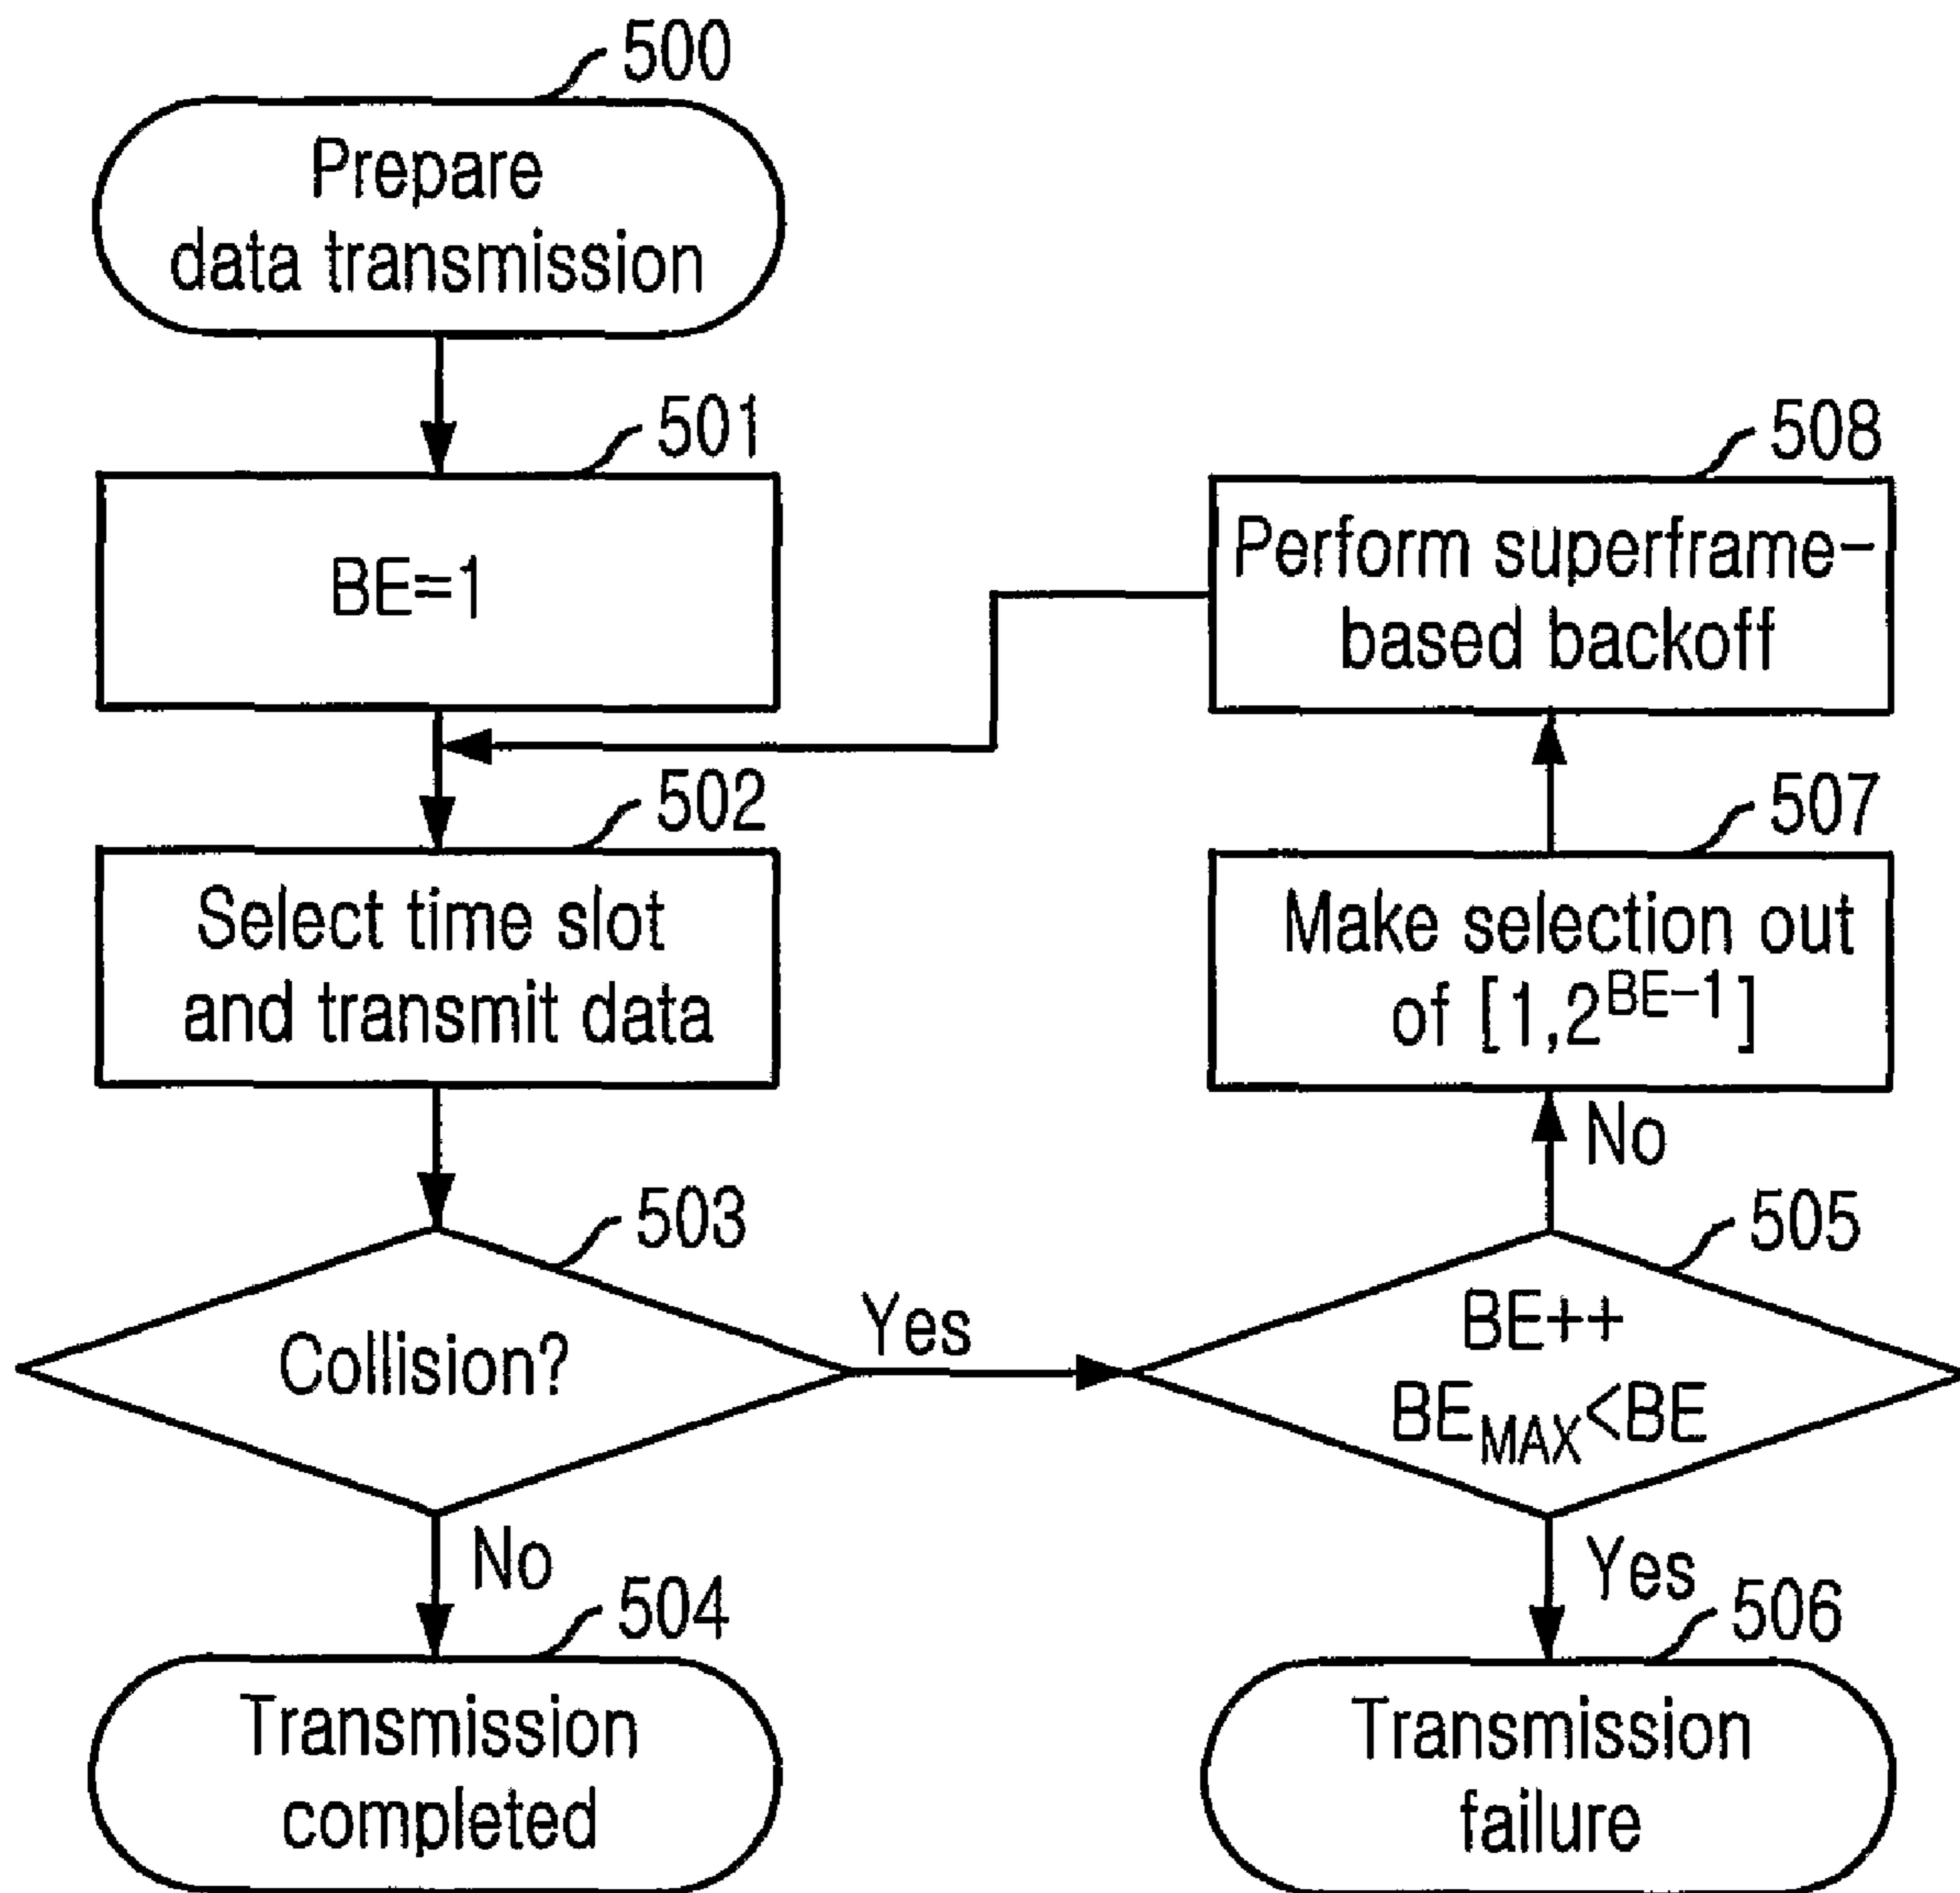 500
Prepare
data transmission
501
BE=1
502
Select time slot
and transmit data
503
Collision?
Yes
No
504
Transmission
completed
505
BE++
BE_MAX<BE
No
Yes
506
Transmission
failure
507
Make selection out
of [1,2^BE-1]
508
Perform superframe-
based backoff